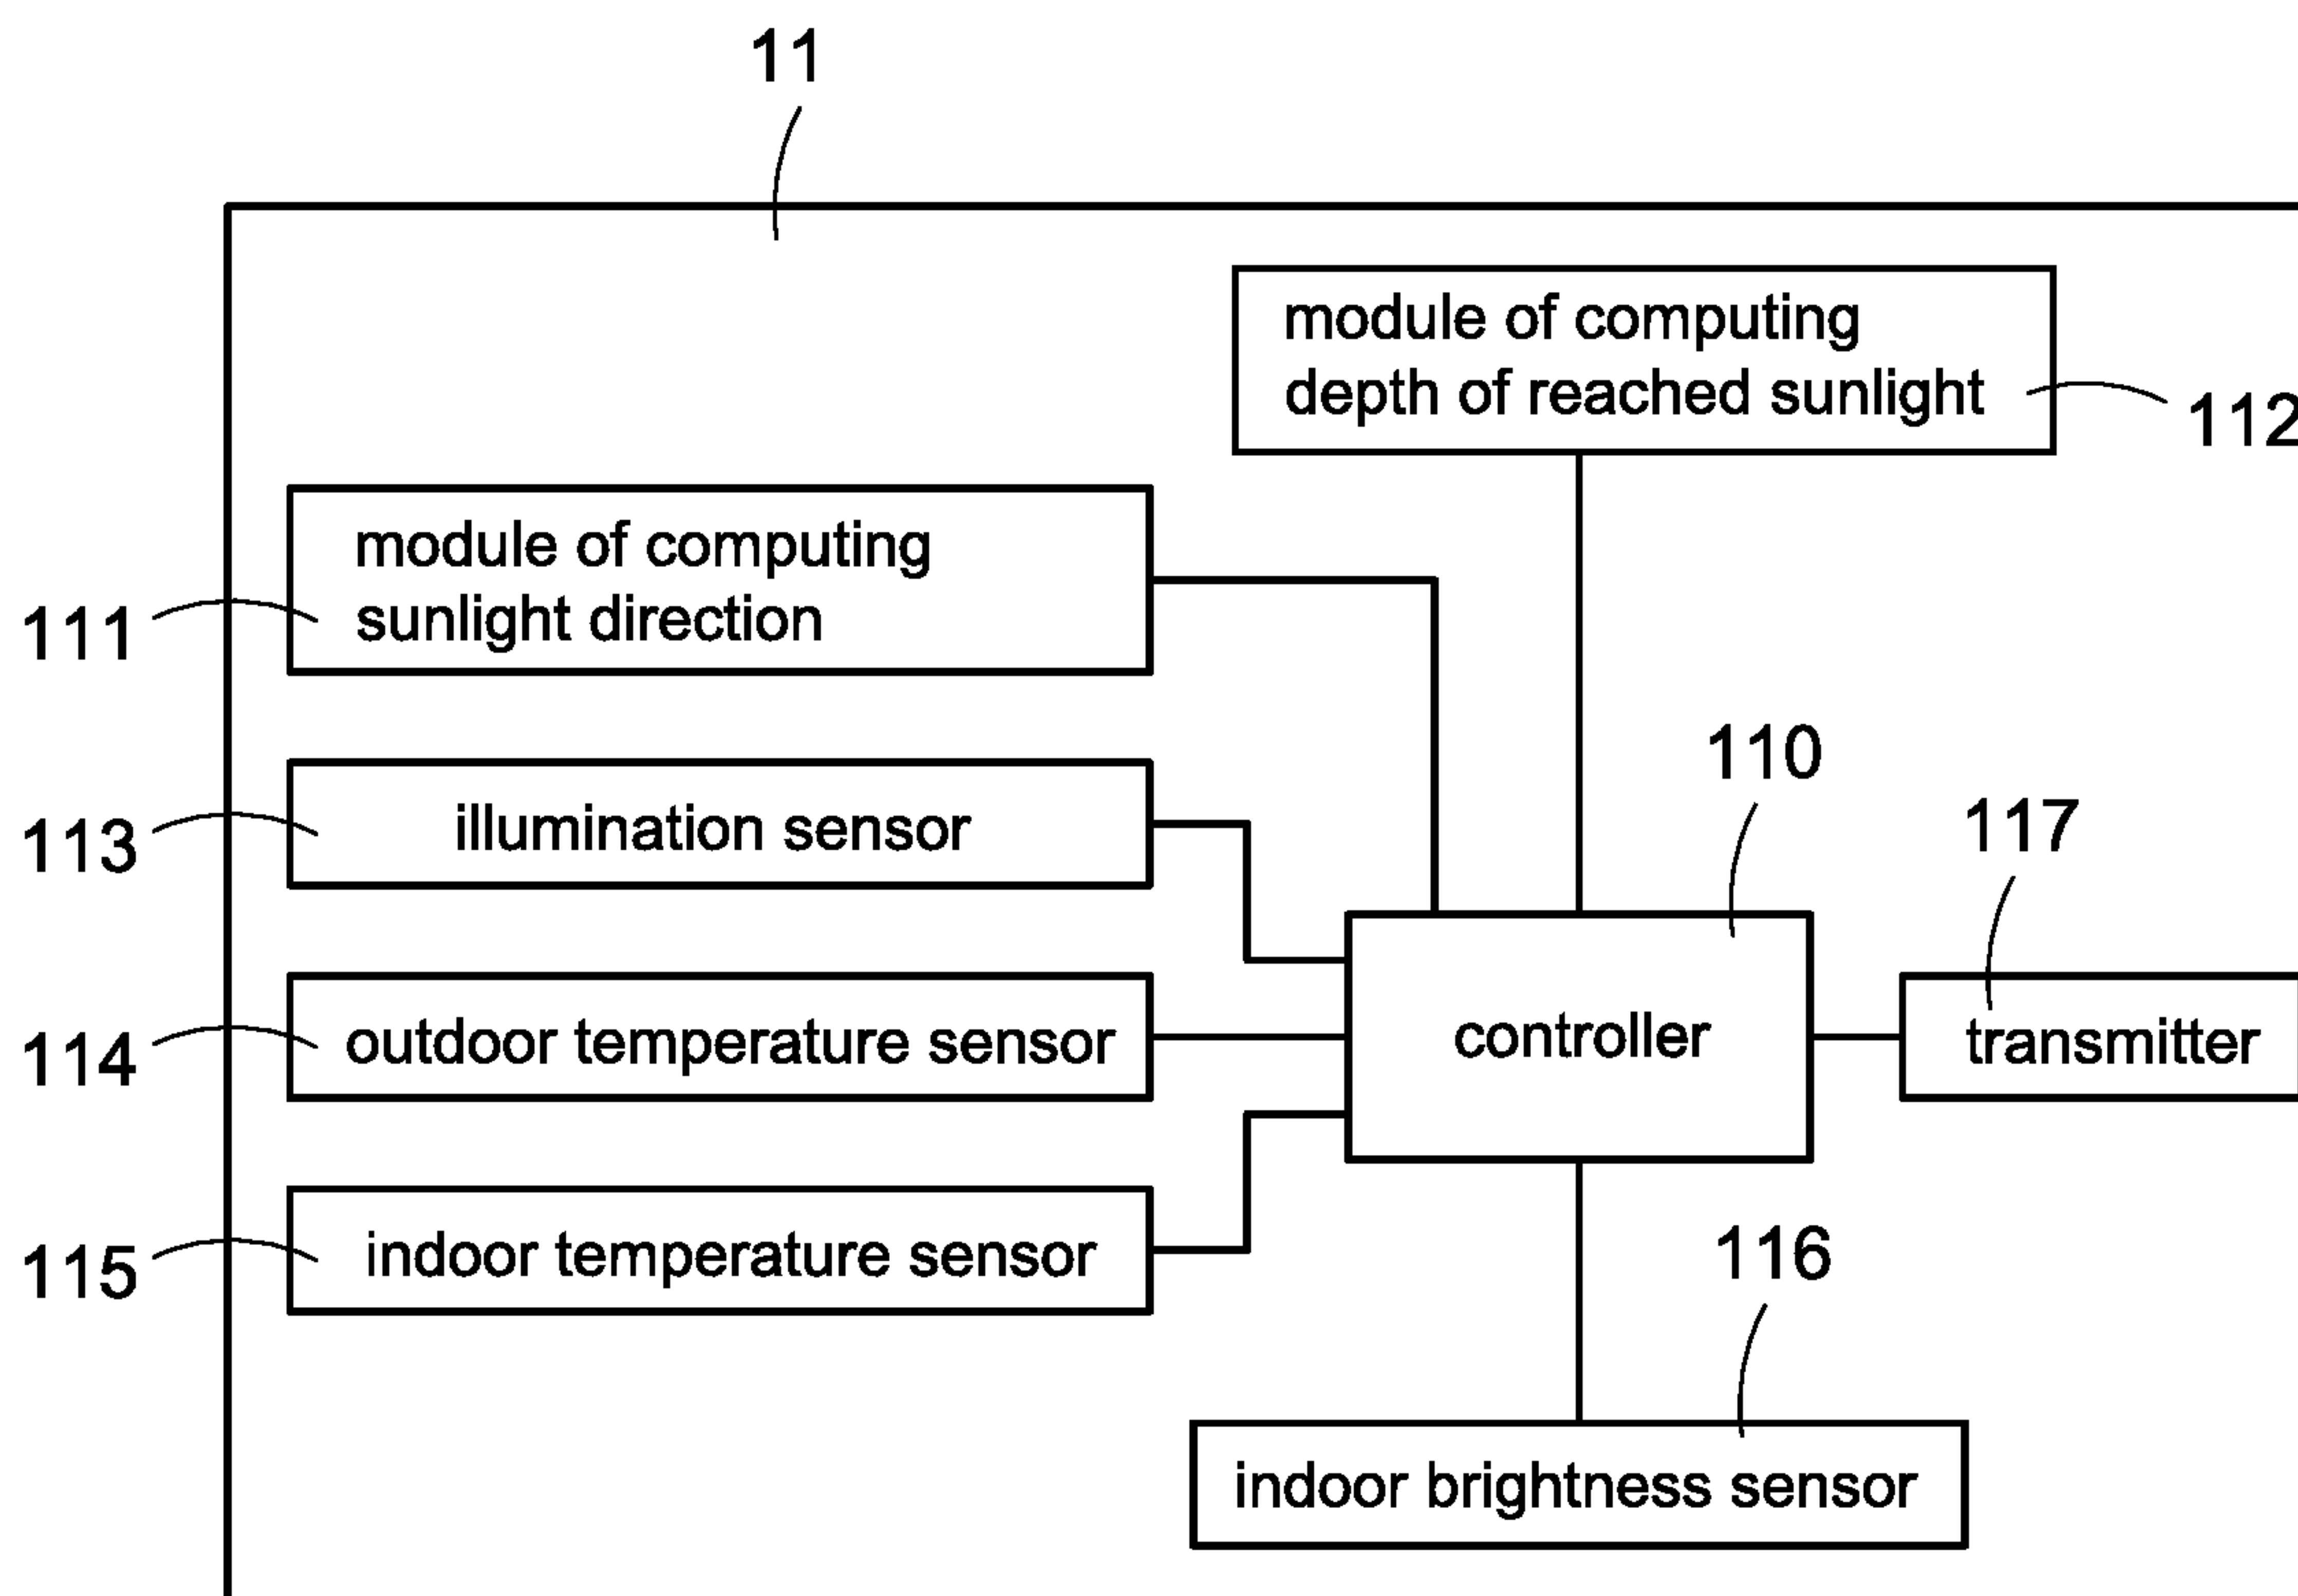 11
module of computing
depth of reached sunlight
112
module of computing
sunlight direction
111
110
117
illumination sensor
113
controller
transmitter
outdoor temperature sensor
114
indoor temperature sensor
115
116
indoor brightness sensor